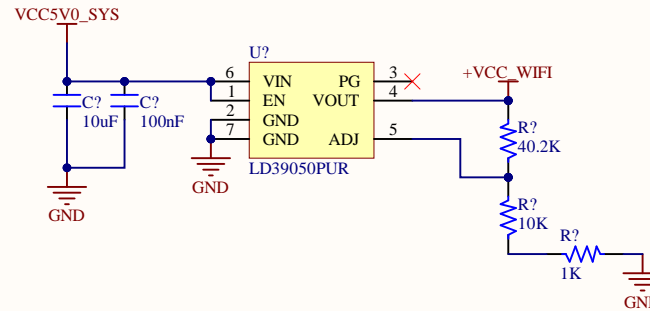 VCC5V0_SYS
U?
+VCC_WIFI
6 VIN PG 3
1 EN VOUT 4
2 GND
7 GND ADJ 5
LD39050PUR
C?
10uF
C?
100nF
GND
GND
R?
40.2K
R?
10K
R?
1K
GND